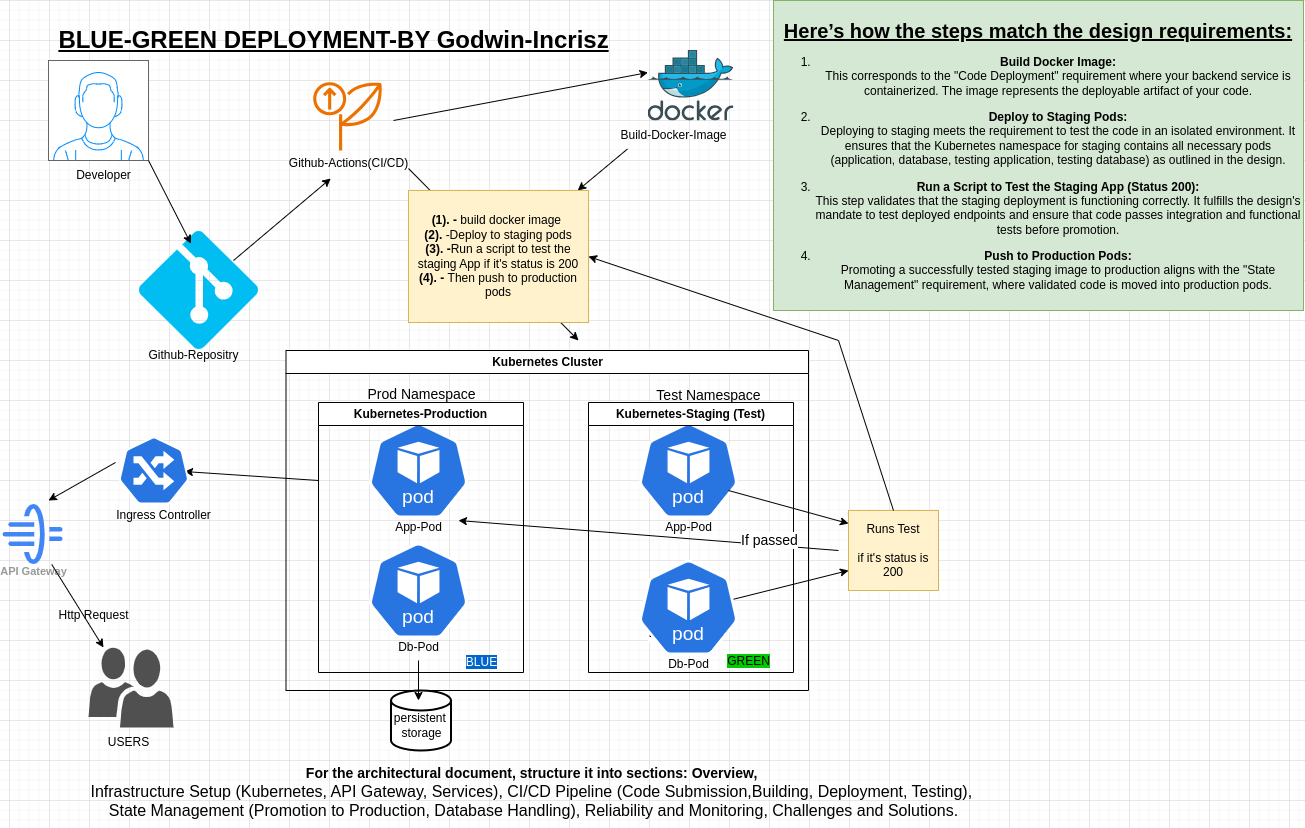 BLUE-GREEN DEPLOYMENT-BY Godwin-Incrisz
Developer
Github-Actions(CI/CD)
docker
Build-Docker-Image
Github-Repositry
(1). - build docker image
(2). -Deploy to staging pods
(3). -Run a script to test the
staging App if it's status is 200
(4). - Then push to production
pods
Here's how the steps match the design requirements:
1. Build Docker Image:
This corresponds to the "Code Deployment" requirement where your backend service is
containerized. The image represents the deployable artifact of your code.
2. Deploy to Staging Pods:
Deploying to staging meets the requirement to test the code in an isolated environment. It
ensures that the Kubernetes namespace for staging contains all necessary pods
(application, database, testing application, testing database) as outlined in the design.
3. Run a Script to Test the Staging App (Status 200):
This step validates that the staging deployment is functioning correctly. It fulfills the design's
mandate to test deployed endpoints and ensure that code passes integration and functional
tests before promotion.
4. Push to Production Pods:
Promoting a successfully tested staging image to production aligns with the "State
Management" requirement, where validated code is moved into production pods.
Kubernetes Cluster
Prod Namespace
Kubernetes-Production
pod
App-Pod
pod
Db-Pod
BLUE
Test Namespace
Kubernetes-Staging (Test)
pod
App-Pod
If passed
pod
Db-Pod
GREEN
Runs Test
if it's status is
200
Ingress Controller
API Gateway
Http Request
USERS
persistent
storage
For the architectural document, structure it into sections: Overview,
Infrastructure Setup (Kubernetes, API Gateway, Services), CI/CD Pipeline (Code Submission,Building, Deployment, Testing),
State Management (Promotion to Production, Database Handling), Reliability and Monitoring, Challenges and Solutions.